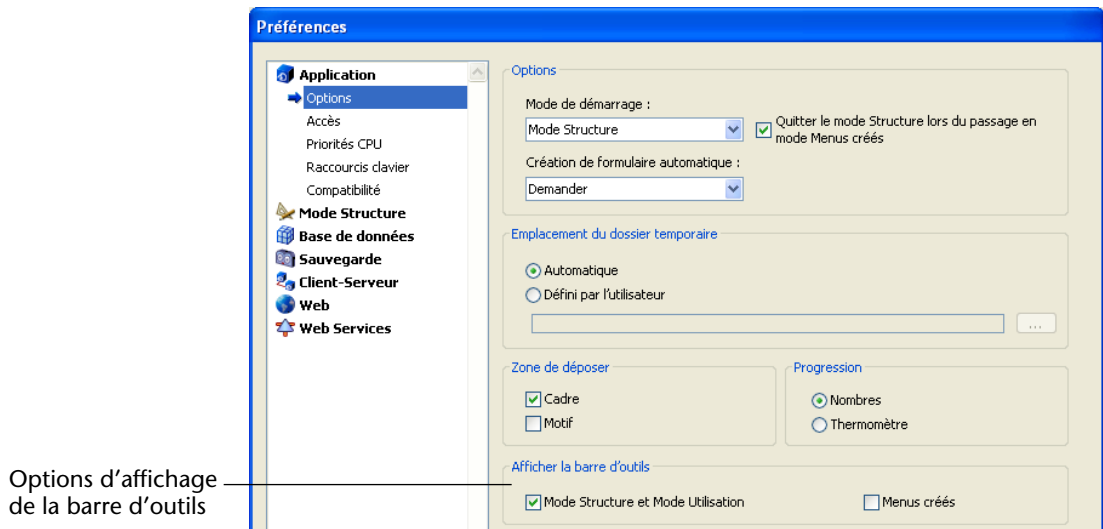 Préférences
Application
Options
Accès
Priorités CPU
Raccourcis clavier
Compatibilité
Mode Structure
Base de données
Sauvegarde
Client-Serveur
Web
Web Services
Options
Mode de démarrage :
Mode Structure
Quitter le mode Structure lors du passage en
mode Menus créés
Création de formulaire automatique :
Demander
Emplacement du dossier temporaire
Automatique
Défini par l'utilisateur
...
Zone de déposer
Cadre
Motif
Progression
Nombres
Thermomètre
Afficher la barre d'outils
Mode Structure et Mode Utilisation
Menus créés
Options d’affichage
de la barre d’outils